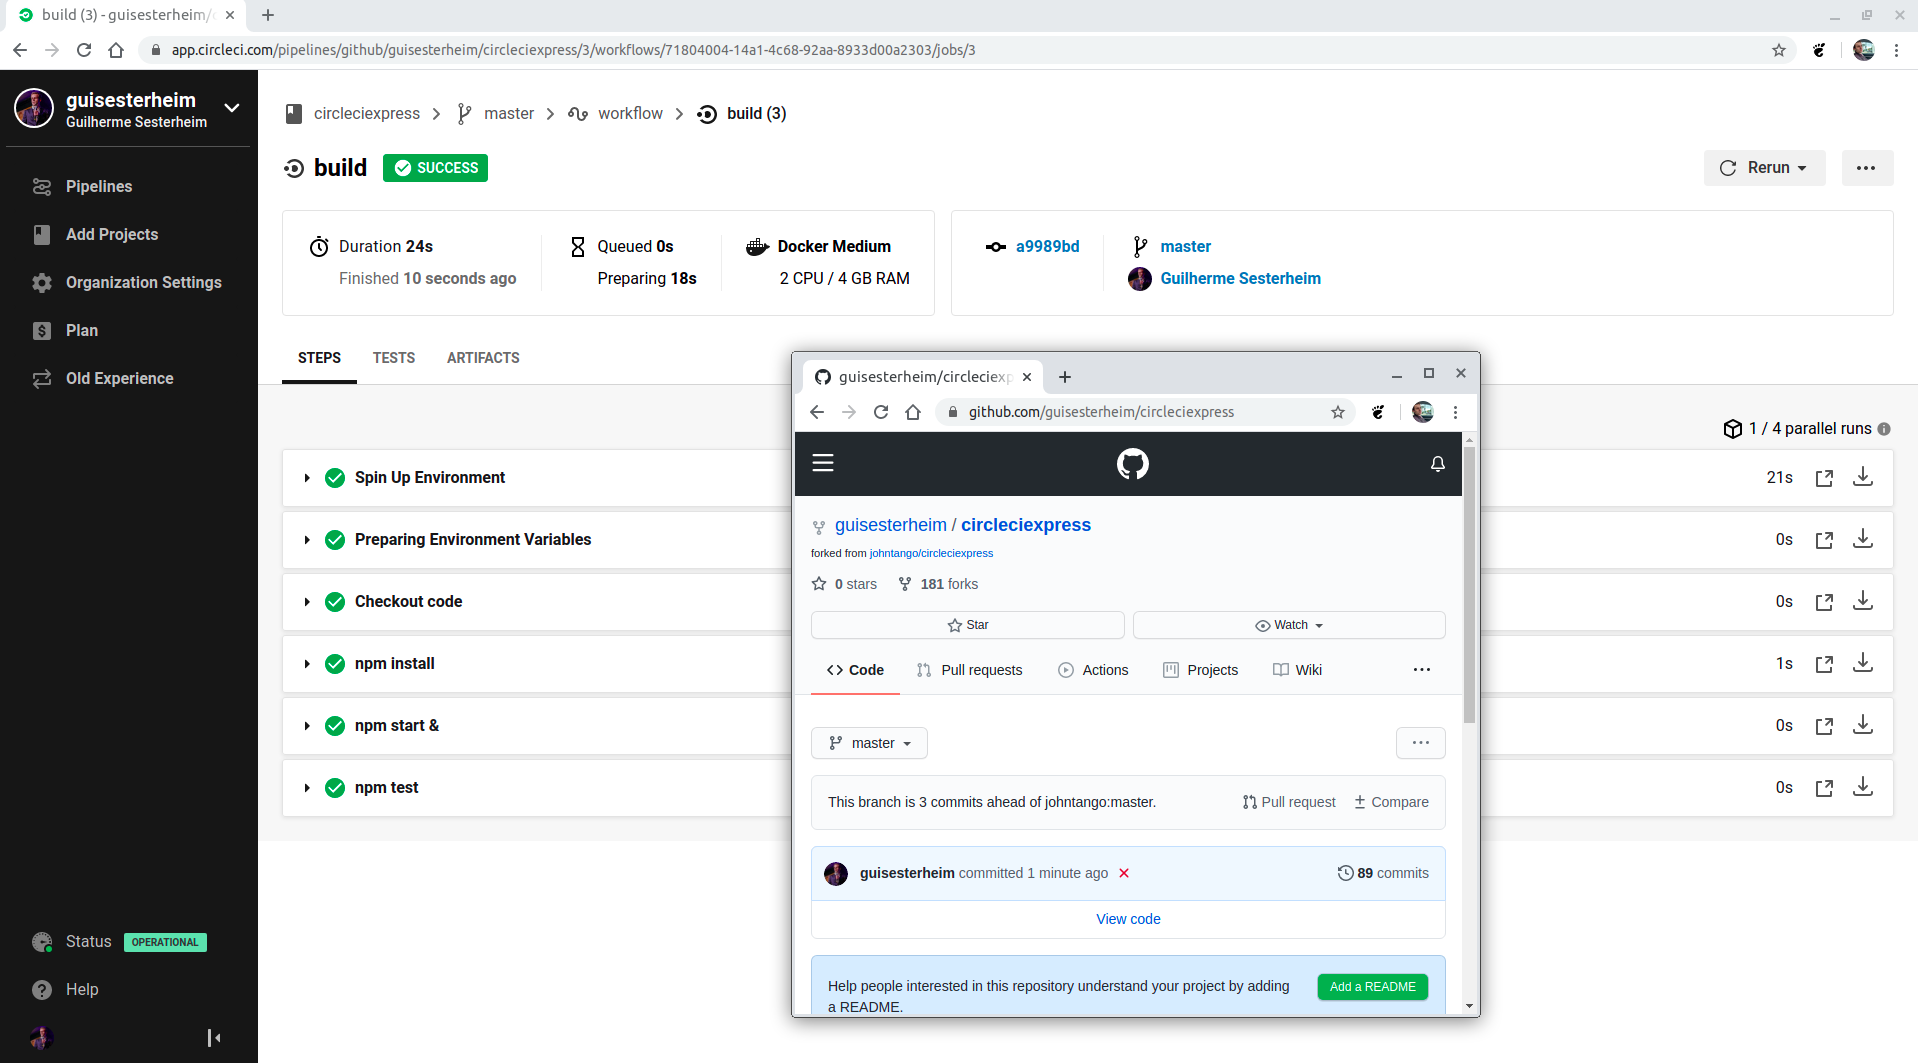 build (3) - guisesterheim/
app.circleci.com/pipelines/github/guisesterheim/circleciexpress/3/workflows/71804004-14a1-4c68-92aa-8933d00a2303/jobs/3
guisesterheim
Guilherme Sesterheim
Pipelines
Add Projects
Organization Settings
Plan
Old Experience
Status OPERATIONAL
Help
circleciexpress master workflow build (3)
build SUCCESS
Rerun
Duration 24s
Finished 10 seconds ago
Queued 0s
Preparing 18s
Docker Medium
2 CPU / 4 GB RAM
a9989bd
master
Guilherme Sesterheim
STEPS TESTS ARTIFACTS
1 / 4 parallel runs
Spin Up Environment 21s
Preparing Environment Variables 0s
Checkout code 0s
npm install 1s
npm start & 0s
npm test 0s
guisesterheim/circleciexp
github.com/guisesterheim/circleciexpress
guisesterheim / circleciexpress
forked from johntango/circleciexpress
0 stars 181 forks
Star Watch
Code Pull requests Actions Projects Wiki
master
This branch is 3 commits ahead of johntango:master. Pull request Compare
guisesterheim committed 1 minute ago 89 commits
View code
Help people interested in this repository understand your project by adding
a README.
Add a README